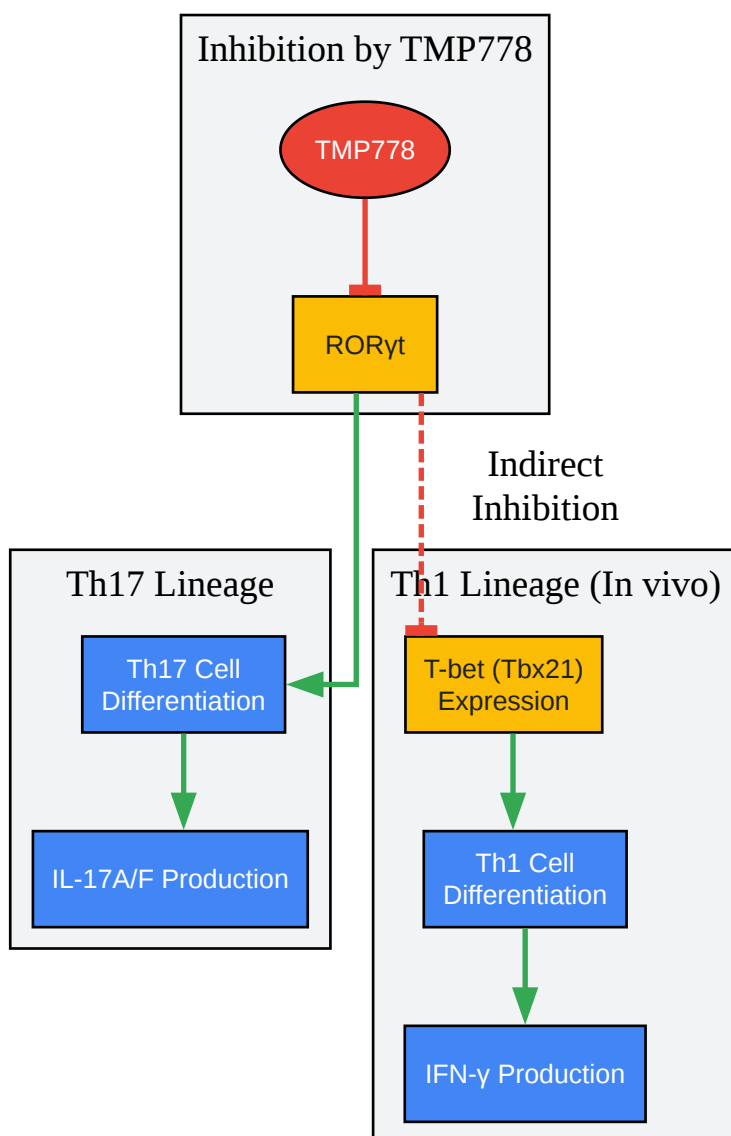 Inhibition by TMP778
TMP778
RORγt
Indirect
Inhibition
Th17 Lineage
Th17 Cell
Differentiation
IL-17A/F Production
Th1 Lineage (In vivo)
T-bet (Tbx21)
Expression
Th1 Cell
Differentiation
IFN-γ Production